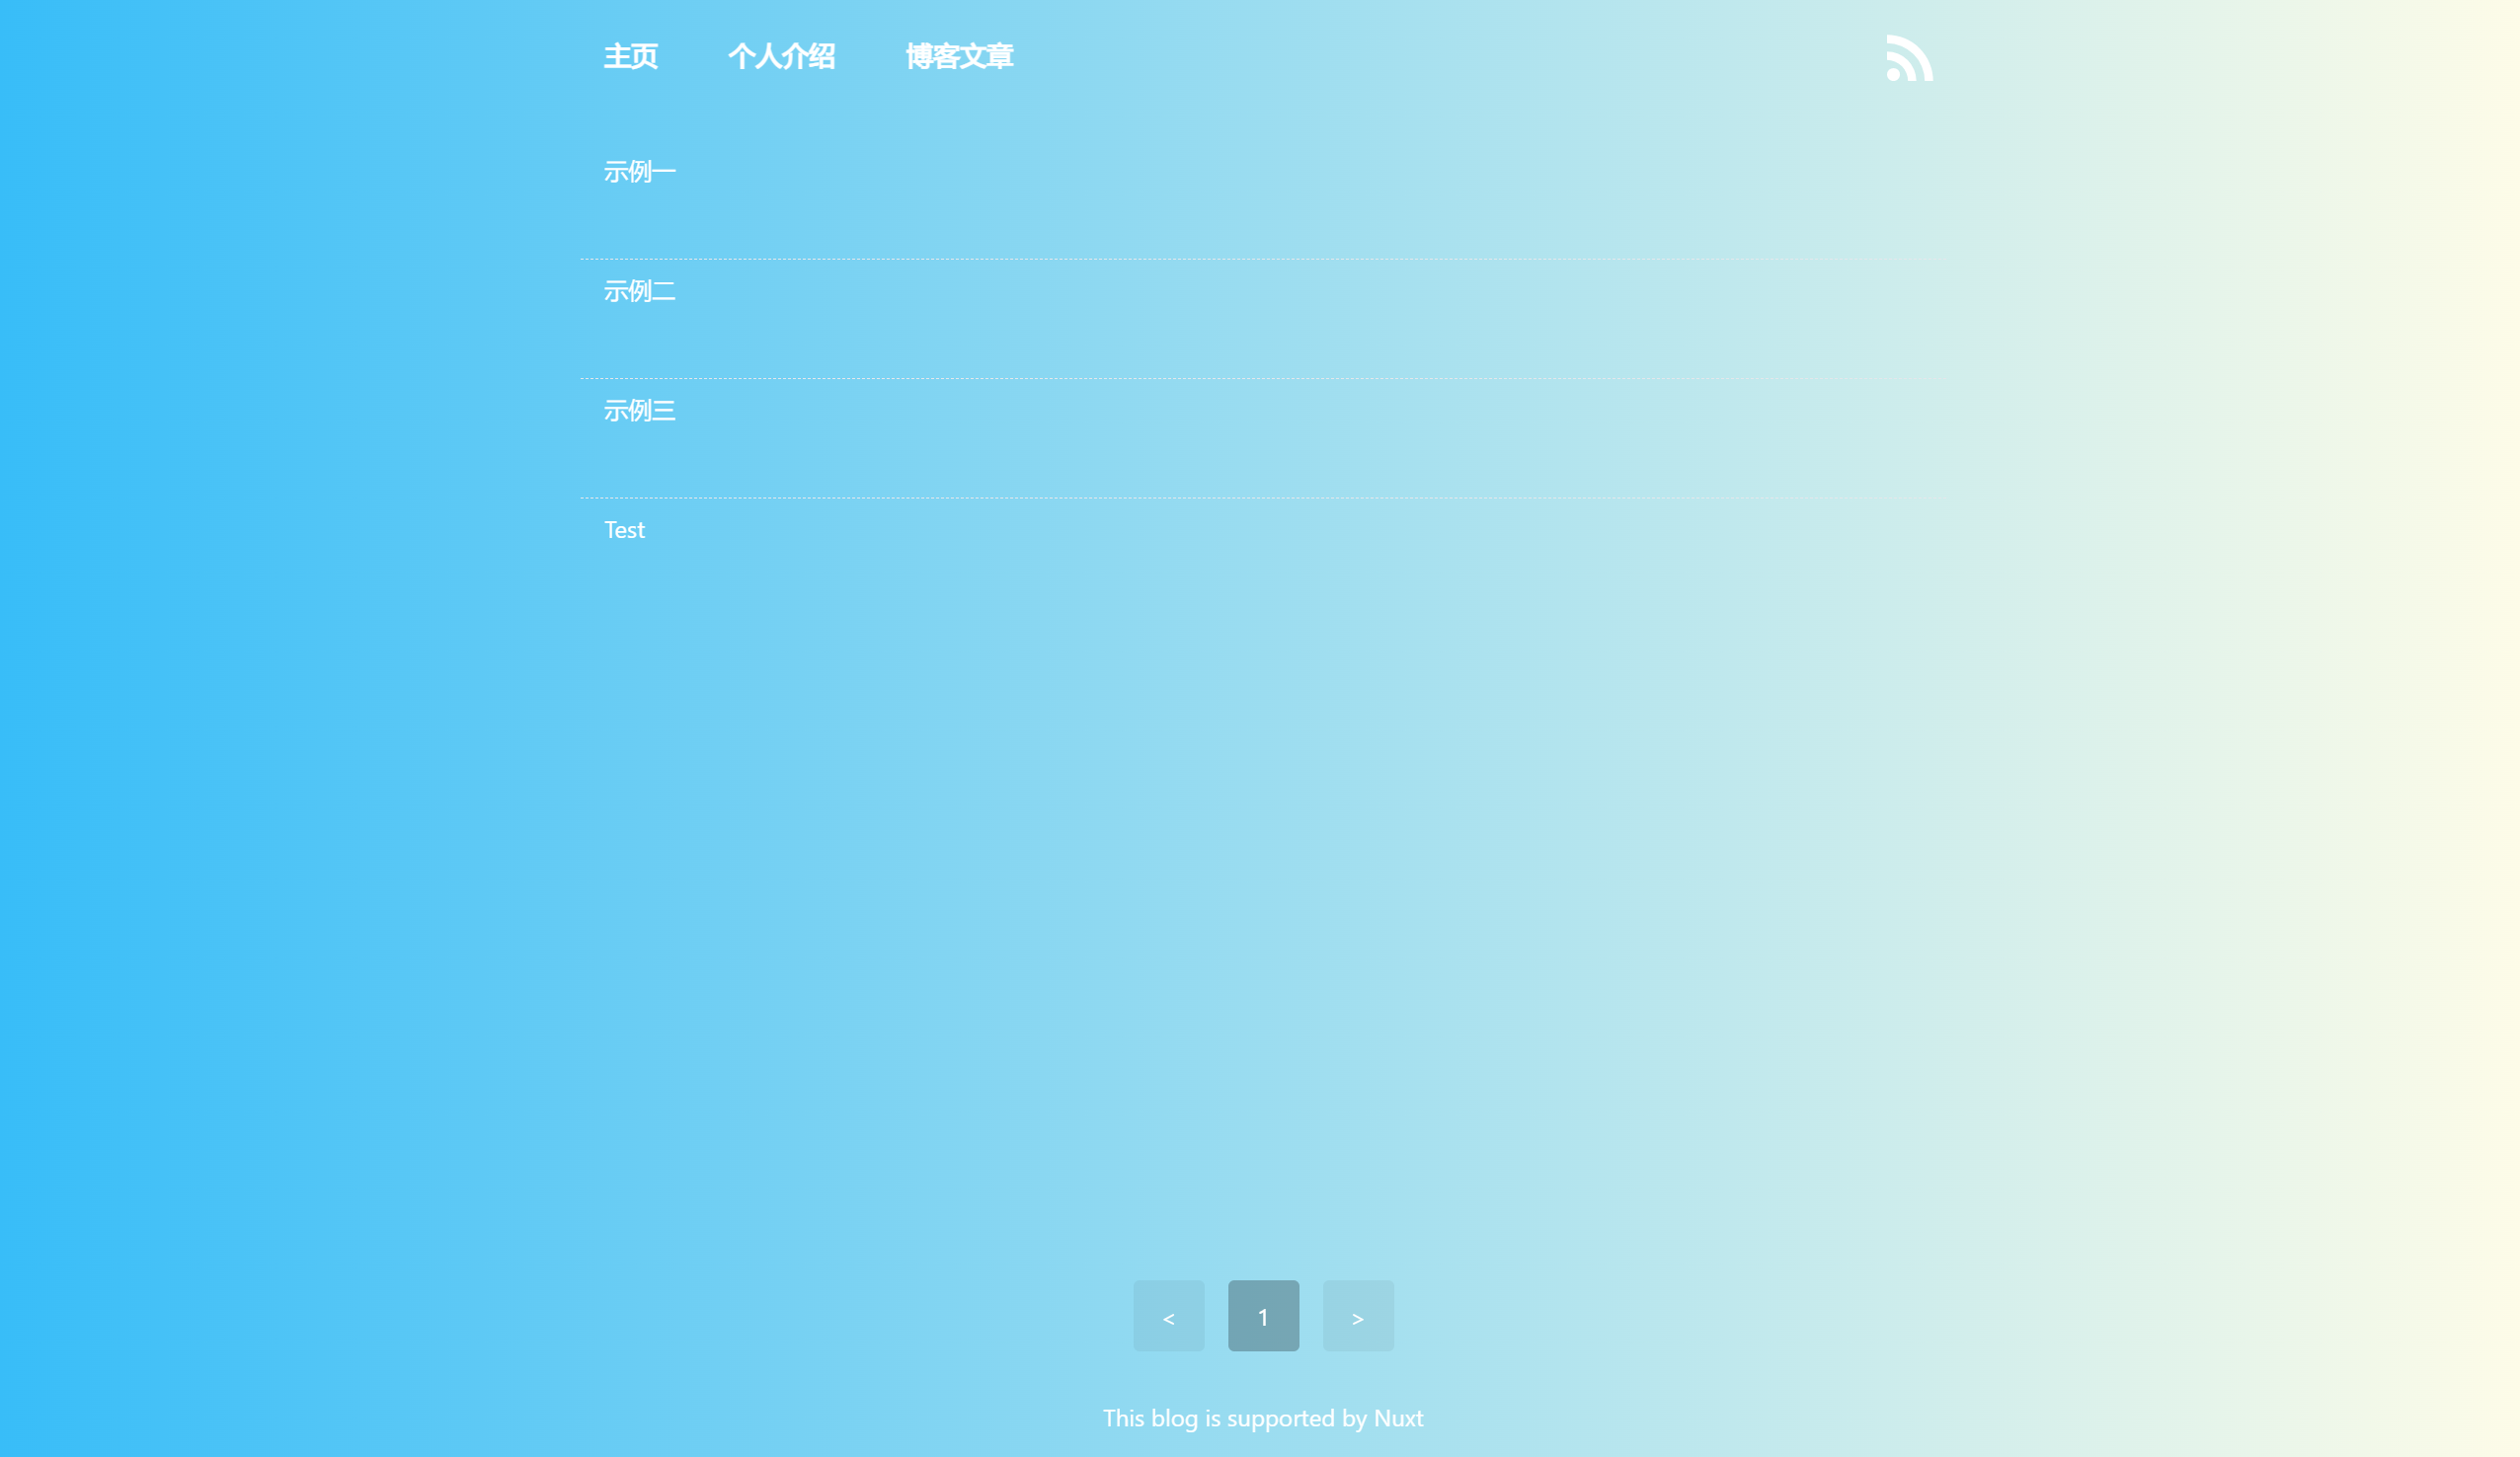 主页 个人介绍 博客文章
示例一
示例二
示例三
Test
< 1 >
This blog is supported by Nuxt